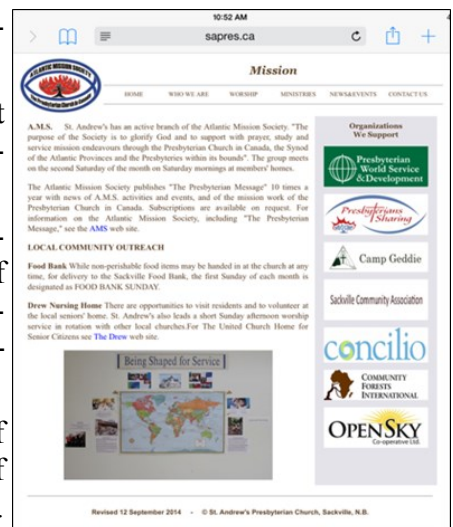 10:52 AM
sapres.ca
ATLANTIC MISSION SOCIETY
The Presbyterian Church in Canada
Mission
HOME WHO WE ARE WORSHIP MINISTRIES NEWS&EVENTS CONTACT US
A.M.S. St. Andrew's has an active branch of the Atlantic Mission Society. "The
purpose of the Society is to glorify God and to support with prayer, study and
service mission endeavours through the Presbyterian Church in Canada, the Synod
of the Atlantic Provinces and the Presbyteries within its bounds". The group meets
on the second Saturday of the month on Saturday mornings at members' homes.
The Atlantic Mission Society publishes "The Presbyterian Message" 10 times a
year with news of A.M.S. activities and events, and of the mission work of the
Presbyterian Church in Canada. Subscriptions are available on request. For
information on the Atlantic Mission Society, including "The Presbyterian
Message," see the AMS web site.
LOCAL COMMUNITY OUTREACH
Food Bank While non-perishable food items may be handed in at the church at any
time, for delivery to the Sackville Food Bank, the first Sunday of each month is
designated as FOOD BANK SUNDAY.
Drew Nursing Home There are opportunities to visit residents and to volunteer at
the local seniors' home. St. Andrew's also leads a short Sunday afternoon worship
service in rotation with other local churches.For The United Church Home for
Senior Citizens see The Drew web site.
Being Shaped for Service
Organizations
We Support
Presbyterian
World Service
&Development
Presbyterians
Sharing
Camp Geddie
Sackville Community Association
concilio
COMMUNITY
FORESTS
INTERNATIONAL
OPEN SKY
Co-operative Ltd.
Revised 12 September 2014 - © St. Andrew's Presbyterian Church, Sackville, N.B.
t
f
f
f